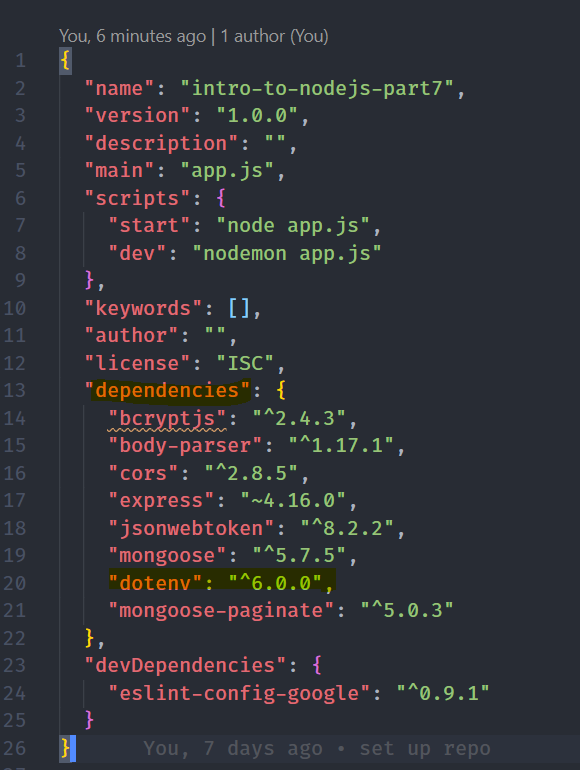 You, 6 minutes ago | 1 author (You)
1 {
2 "name": "intro-to-nodejs-part7",
3 "version": "1.0.0",
4 "description": "",
5 "main": "app.js",
6 "scripts": {
7 "start": "node app.js",
8 "dev": "nodemon app.js"
9 },
10 "keywords": [],
11 "author": "",
12 "license": "ISC",
13 "dependencies": {
14 "bcryptjs": "^2.4.3",
15 "body-parser": "^1.17.1",
16 "cors": "^2.8.5",
17 "express": "~4.16.0",
18 "jsonwebtoken": "^8.2.2",
19 "mongoose": "^5.7.5",
20 "dotenv": "^6.0.0",
21 "mongoose-paginate": "^5.0.3"
22 },
23 "devDependencies": {
24 "eslint-config-google": "^0.9.1"
25 }
26 } You, 7 days ago • set up repo